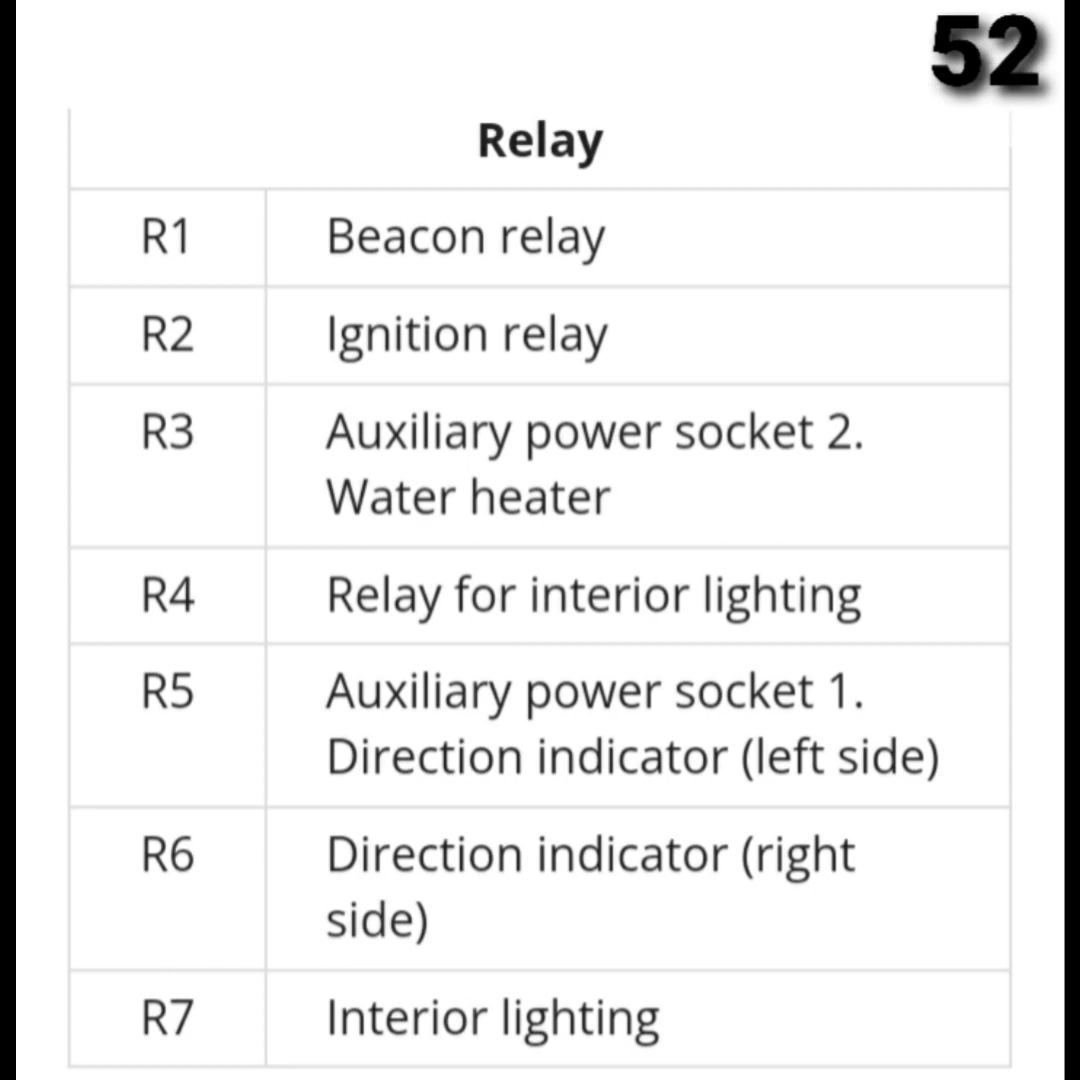 52
Relay
R1 Beacon relay
R2 Ignition relay
R3 Auxiliary power socket 2.
Water heater
R4 Relay for interior lighting
R5 Auxiliary power socket 1.
Direction indicator (left side)
R6 Direction indicator (right
side)
R7 Interior lighting